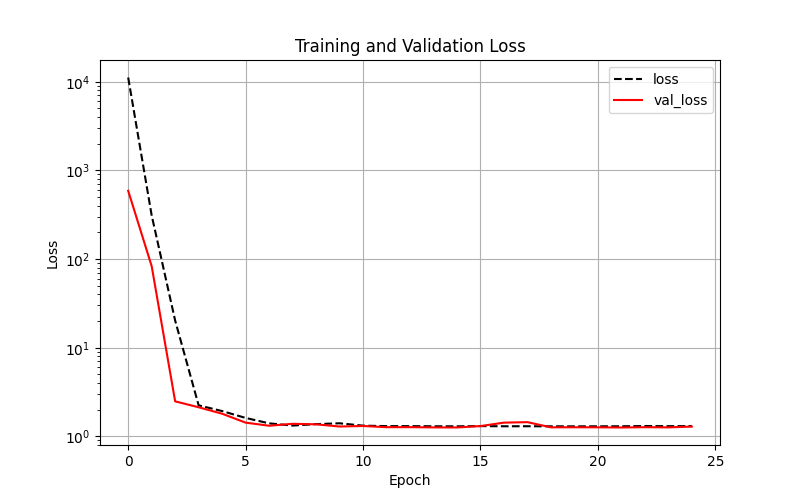 Training and Validation Loss
loss
val_loss
Loss
10⁴
10³
10²
10¹
10⁰
0 5 10 15 20 25
Epoch